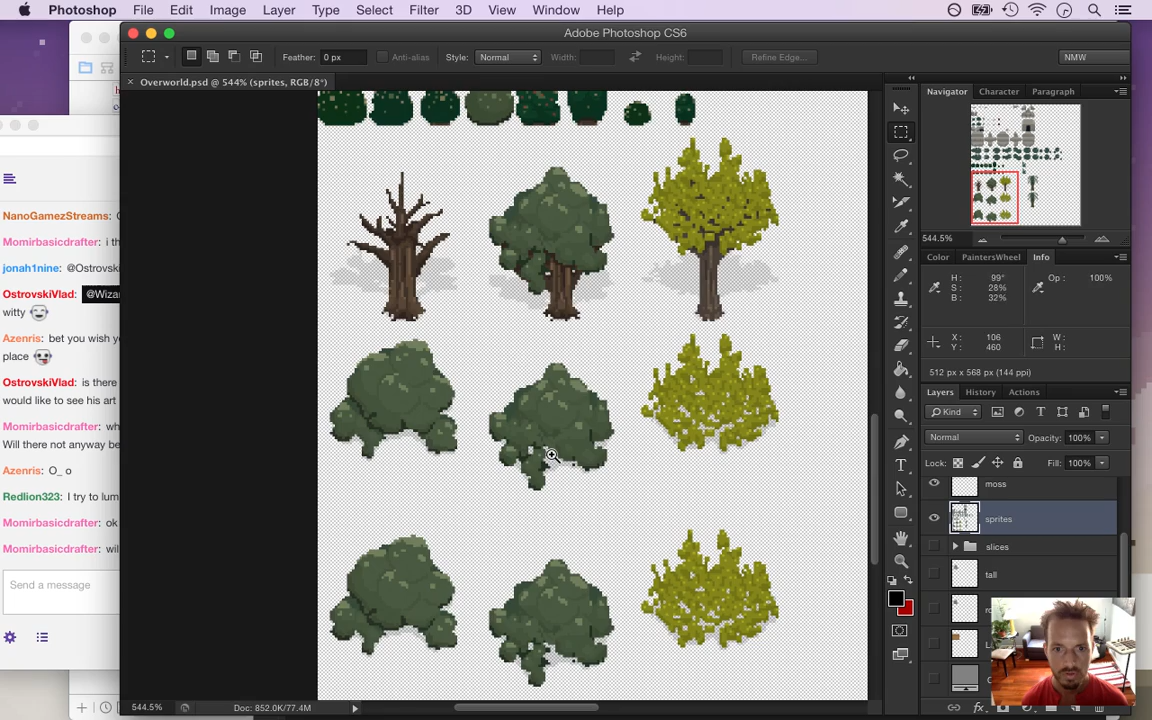 Photoshop File Edit Image Layer Type Select Filter 3D View Window Help
Adobe Photoshop CS6
Feather: 0 px Anti-alias Style: Normal Width: Height: Refine Edge... NMW
× Overworld.psd @ 544% (sprites, RGB/8*)
NanoGamezStreams:
Momirbasicdrafter: i th
jonah1nine: @Ostrovsk
OstrovskiVlad: @Wiza
witty
Azenris: bet you wish y
place
OstrovskiVlad: is there
would like to see his art
Momirbasicdrafter: wh
Will there not anyway be
Azenris: O_o
Redlion323: I try to lum
Momirbasicdrafter: ok
Momirbasicdrafter: wil
Send a message
Navigator Character Paragraph
544.5%
Color PaintersWheel Info
H: 99°
S: 28%
B: 32%
Op: 100%
X: 106
Y: 460
W:
H:
512 px x 568 px (144 ppi)
Layers History Actions
Kind
Normal Opacity: 100%
Lock: Fill: 100%
moss
sprites
slices
tall
544.5% Doc: 852.0K/77.4M